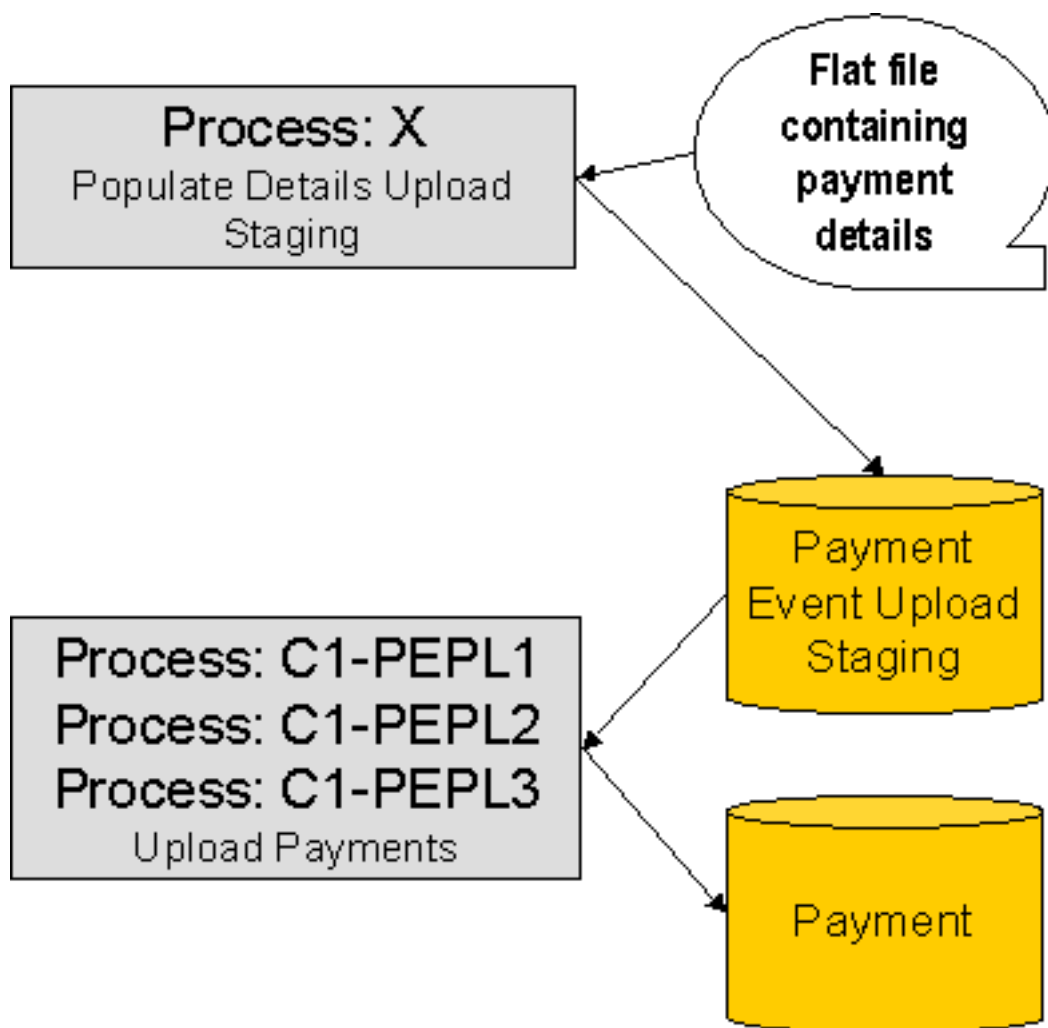 Process: X
Populate Details Upload
Staging
Flat file
containing
payment
details
Payment
Event Upload
Staging
Process: C1-PEPL1
Process: C1-PEPL2
Process: C1-PEPL3
Upload Payments
Payment